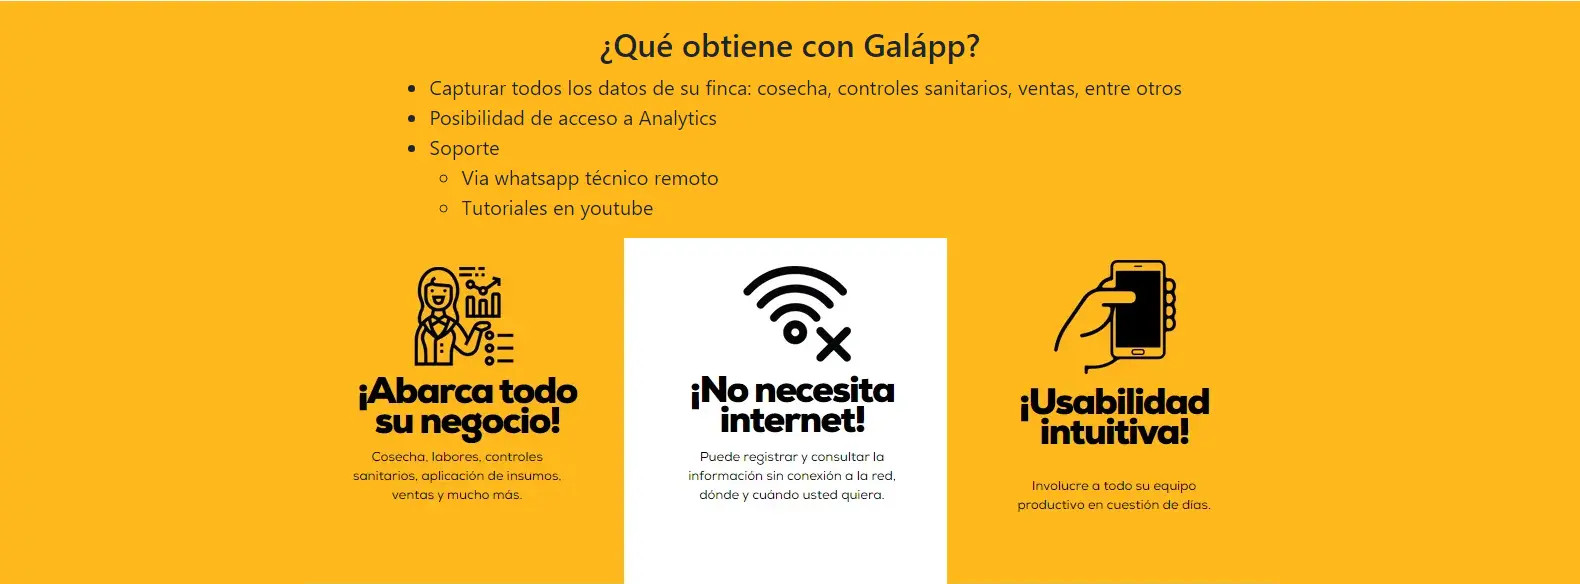 ¿Qué obtiene con Galápp?
Capturar todos los datos de su finca: cosecha, controles sanitarios, ventas, entre otros
Posibilidad de acceso a Analytics
Soporte
Via whatsapp técnico remoto
Tutoriales en youtube
¡Abarca todo
su negocio!
Cosecha, labores, controles
sanitarios, aplicación de insumos,
ventas y mucho más.
¡No necesita
internet!
Puede registrar y consultar la
información sin conexión a la red,
dónde y cuándo usted quiera.
¡Usabilidad
intuitiva!
Involucre a todo su equipo
productivo en cuestión de días.